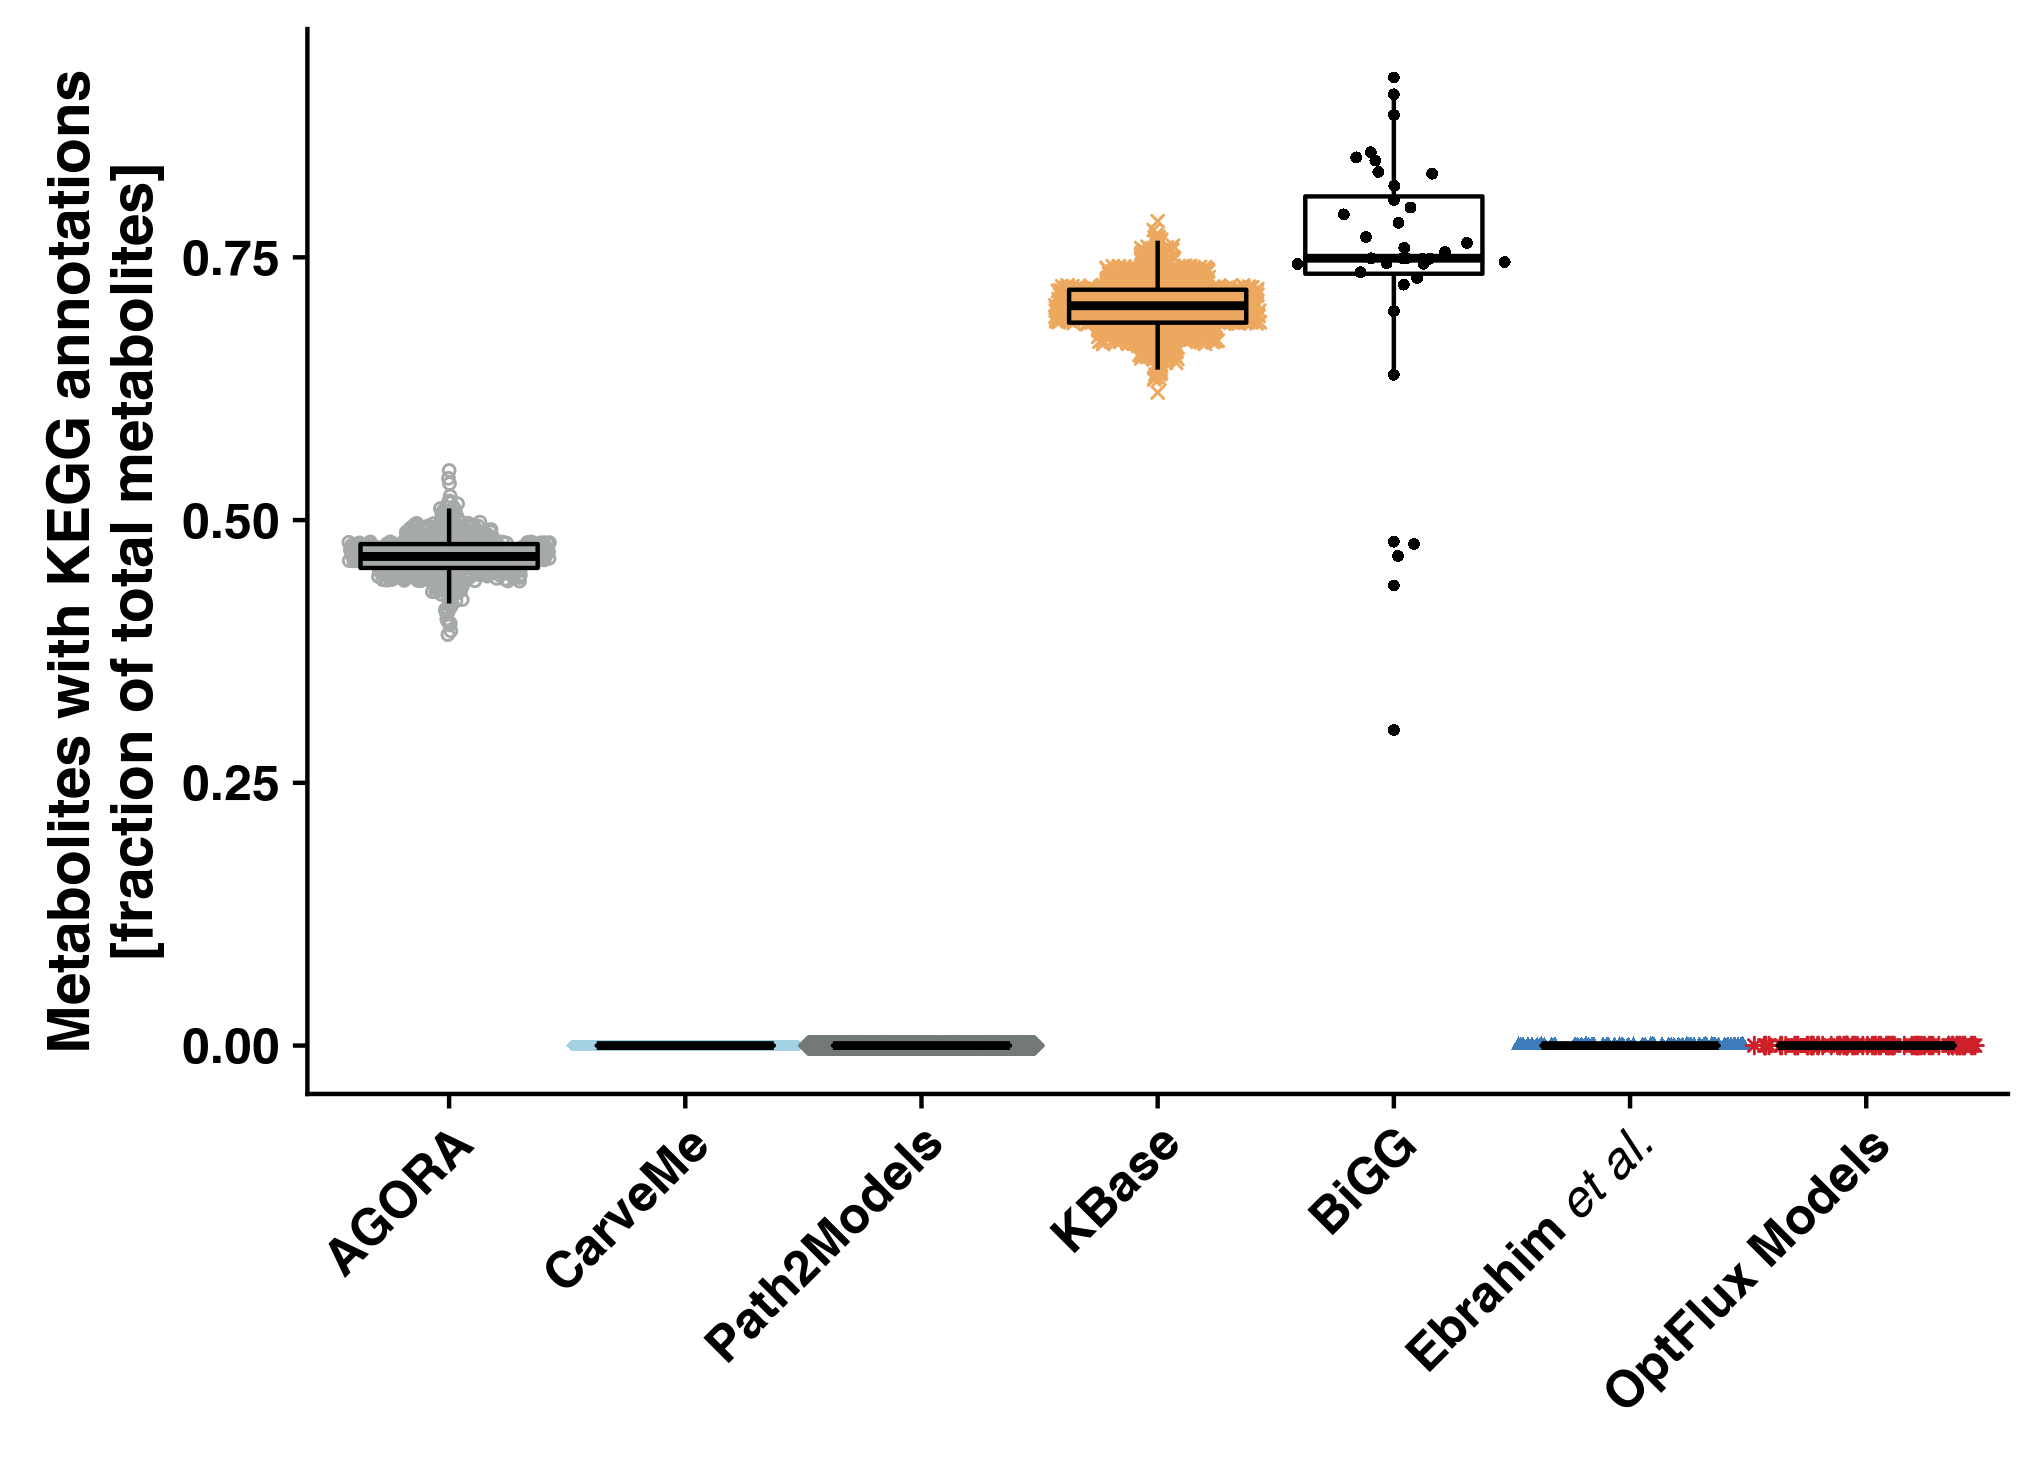 Metabolites with KEGG annotations
[fraction of total metabolites]
0.75
0.50
0.25
0.00
AGORA
CarveMe
Path2Models
KBase
BiGG
Ebrahim et al.
OptFlux Models